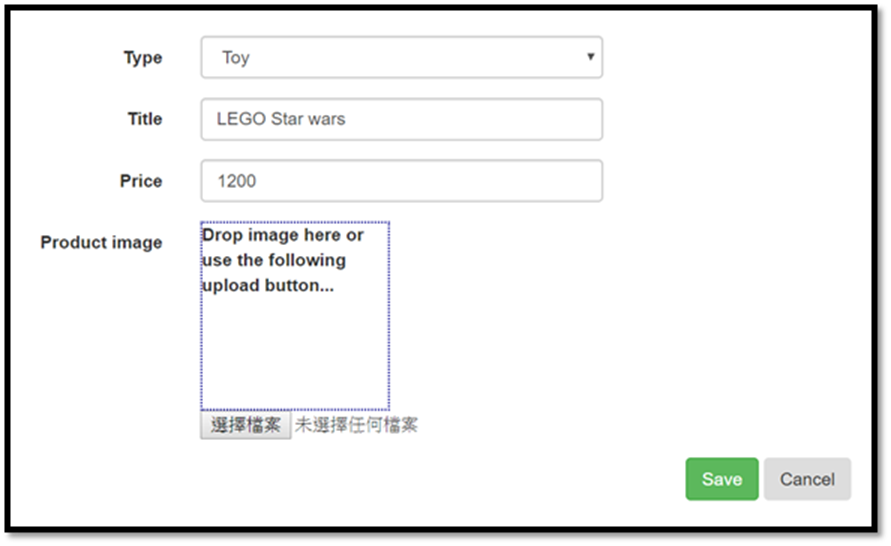 Type Toy
Title LEGO Star wars
Price 1200
Product image
Drop image here or
use the following
upload button...
選擇檔案 未選擇任何檔案
Save Cancel